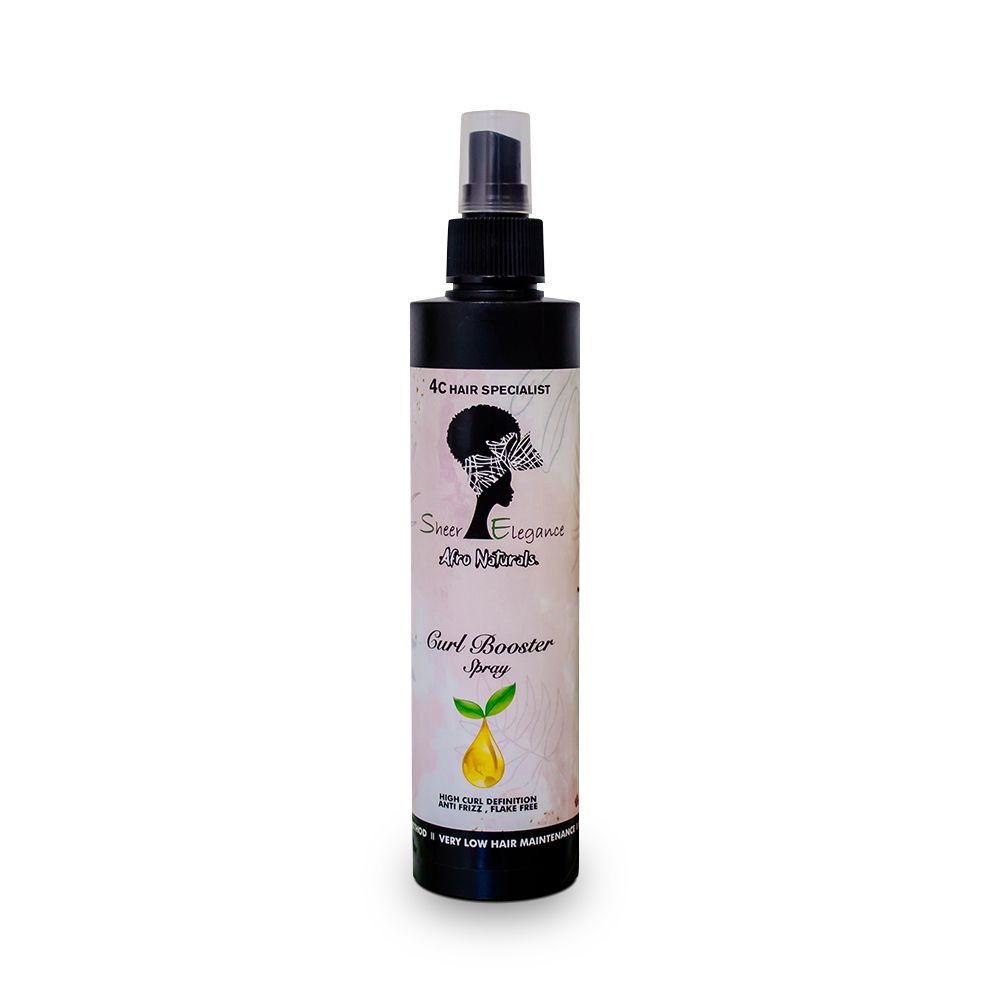 4C HAIR SPECIALIST
Sheer Elegance
Afro Naturals.
Curl Booster
Spray
HIGH CURL DEFINITION
ANTI FRIZZ , FLAKE FREE
II VERY LOW HAIR MAINTENANCE